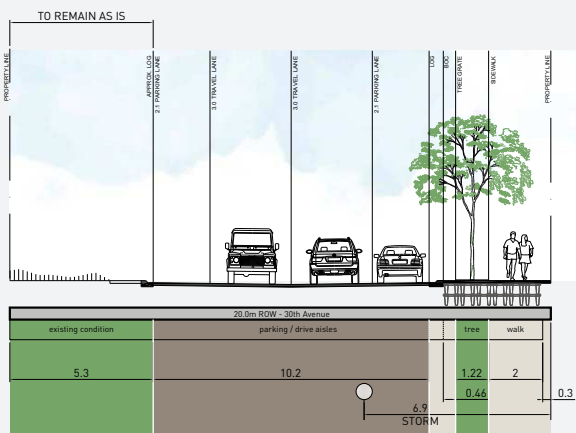 TO REMAIN AS IS
PROPERTY LINE
APPROX. LOG
2.1 PARKING LANE
3.0 TRAVEL LANE
3.0 TRAVEL LANE
2.1 PARKING LANE
LOG
BOC
TREE GRATE
SIDEWALK
PROPERTY LINE
20.0m ROW - 30th Avenue
existing condition
parking / drive aisles
tree
walk
5.3
10.2
1.22
2
0.46
0.3
6.9
STORM